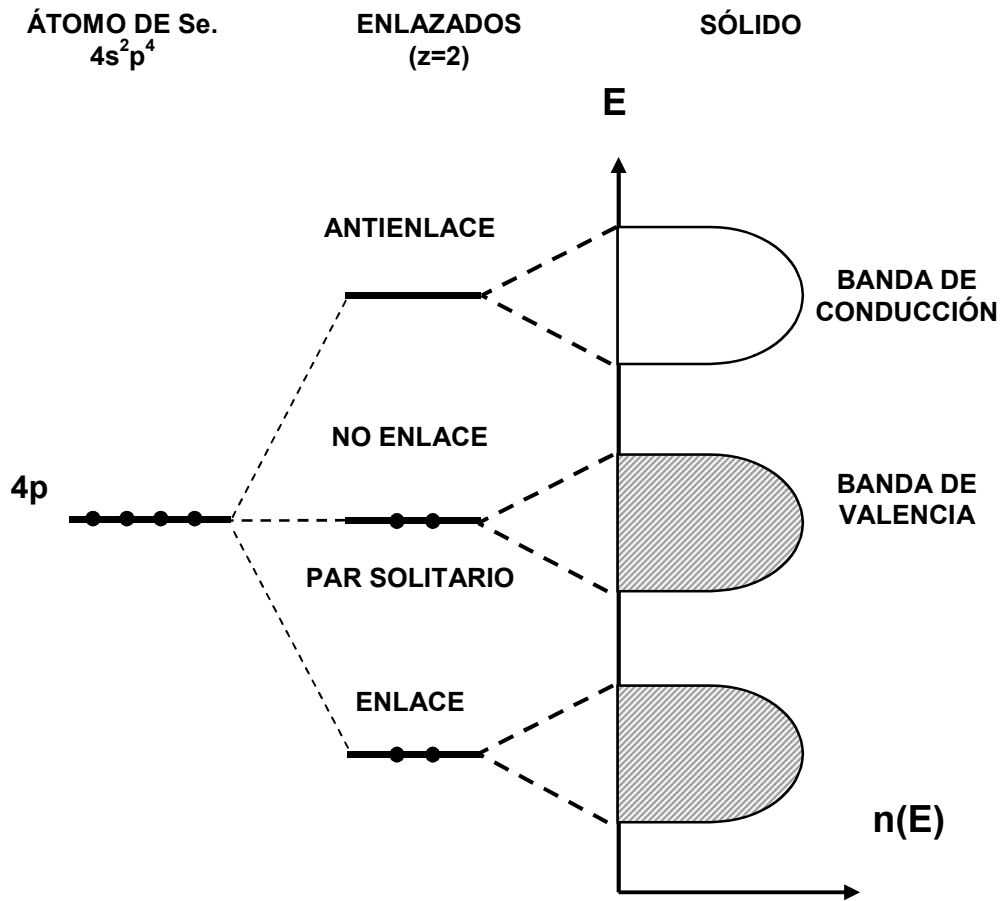 ÁTOMO DE Se.
4s²p⁴
ENLAZADOS
(z=2)
SÓLIDO
E
ANTIENLACE
BANDA DE
CONDUCCIÓN
NO ENLACE
4p
BANDA DE
VALENCIA
PAR SOLITARIO
ENLACE
n(E)